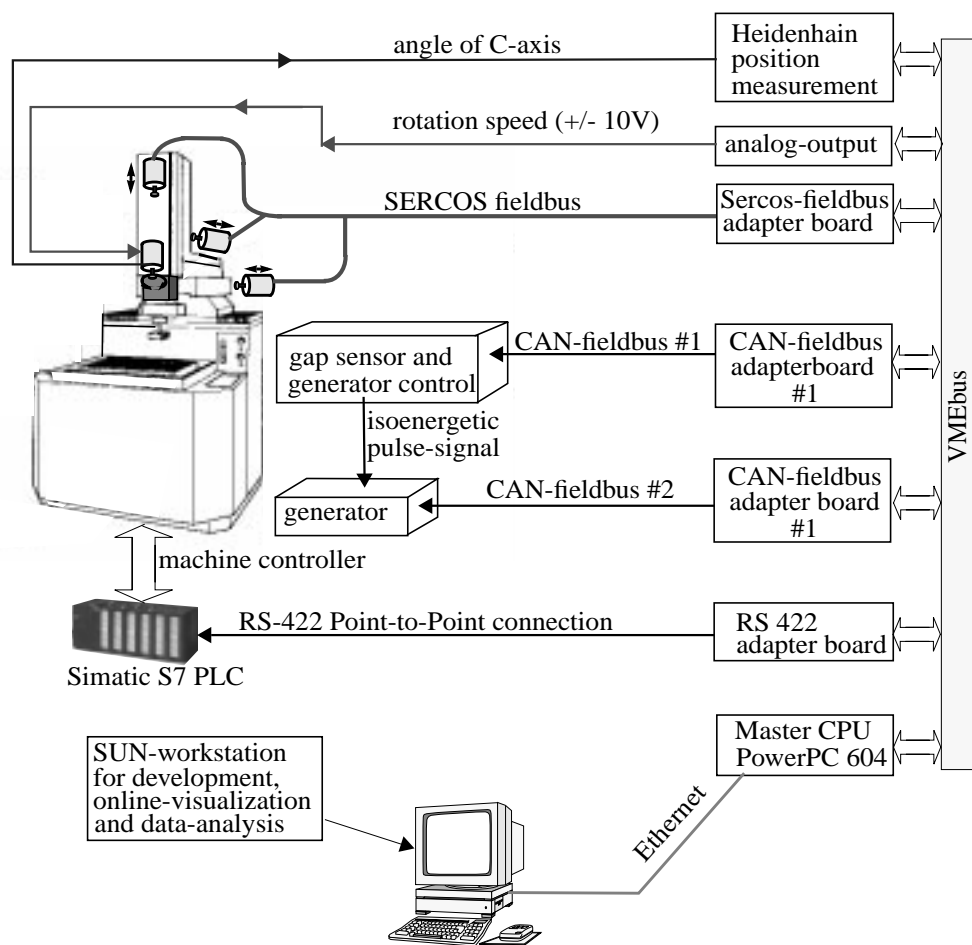 angle of C-axis
Heidenhain
position
measurement
rotation speed (+/- 10V)
analog-output
SERCOS fieldbus
Sercos-fieldbus
adapter board
gap sensor and
generator control
CAN-fieldbus #1
CAN-fieldbus
adapterboard
#1
isoenergetic
pulse-signal
VMEbus
generator
CAN-fieldbus #2
CAN-fieldbus
adapter board
#1
machine controller
RS-422 Point-to-Point connection
RS 422
adapter board
Simatic S7 PLC
SUN-workstation
for development,
online-visualization
and data-analysis
Master CPU
PowerPC 604
Ethernet